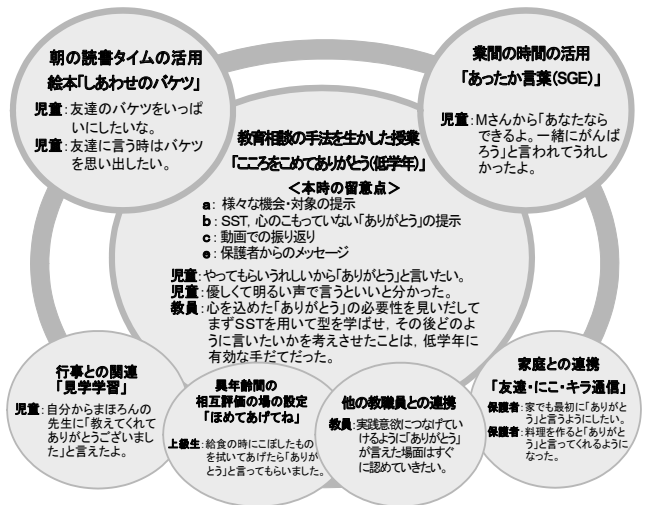 朝の読書タイムの活用
絵本「しあわせのバケツ」
児童：友達のバケツをいっぱ
いにしたいな。
児童：友達に言う時はバケツ
を思い出したい。
業間の時間の活用
「あったか言葉(SGE)」
児童：Mさんから「あなたなら
できるよ。一緒にがんば
ろう」と言われてうれし
かったよ。
教育相談の手法を生かした授業
「こころをこめてありがとう(低学年)」
＜本時の留意点＞
a：様々な機会・対象の提示
b：SST，心のこもっていない「ありがとう」の提示
c：動画での振り返り
e：保護者からのメッセージ
児童：やってもらいうれしいから「ありがとう」と言いたい。
児童：優しくて明るい声で言うといいと分かった。
教員：心を込めた「ありがとう」の必要性を見いだして
まずSSTを用いて型を学ばせ，その後どのよ
うに言いたいかを考えさせたことは，低学年に
有効な手だてだった。
行事との関連
「見学学習」
児童：自分からまほろんの
先生に「教えてくれて
ありがとうございまし
た」と言えたよ。
異年齢間の
相互評価の場の設定
「ほめてあげてね」
上級生：給食の時にこぼしたもの
を拭いてあげたら「ありが
とう」と言ってもらいました。
他の教職員との連携
教員：実践意欲につなげてい
けるように「ありがとう」
が言えた場面はすぐ
に認めていきたい。
家庭との連携
「友達・にこ・キラ通信」
保護者：家でも最初に「ありがと
う」と言うようにしたい。
保護者：料理を作ると「ありがと
う」と言ってくれるように
なった。